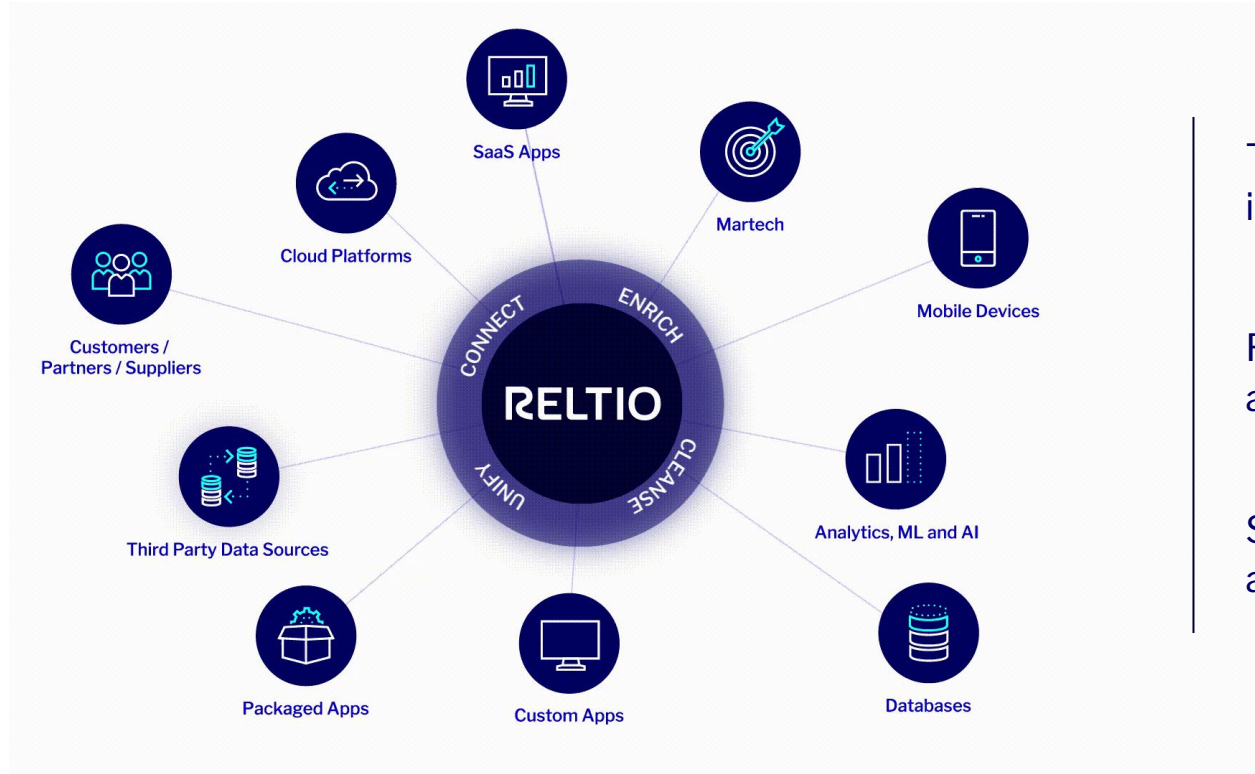 SaaS Apps
Martech
Cloud Platforms
Mobile Devices
Customers /
Partners / Suppliers
CONNECT
ENRICH
RELTIO
UNIFY
CLEANSE
Third Party Data Sources
Analytics, ML and AI
Packaged Apps
Custom Apps
Databases